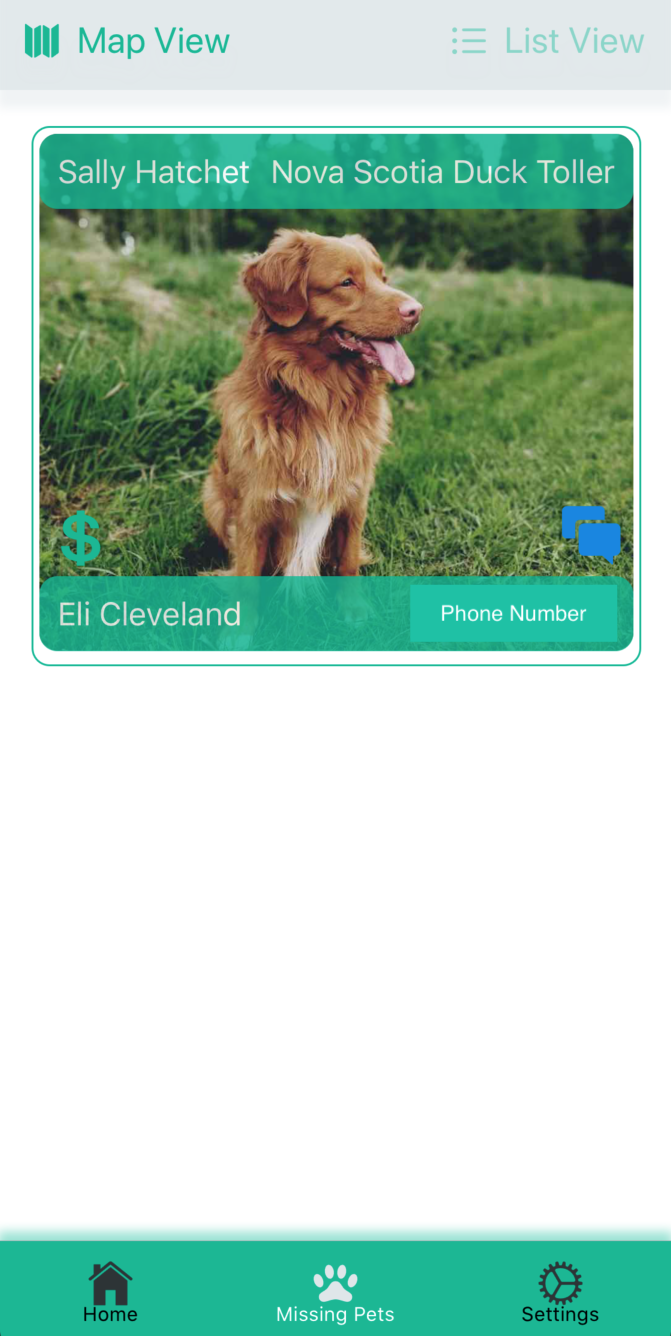 Map View List View
Sally Hatchet Nova Scotia Duck Toller
$
Eli Cleveland Phone Number
Home Missing Pets Settings